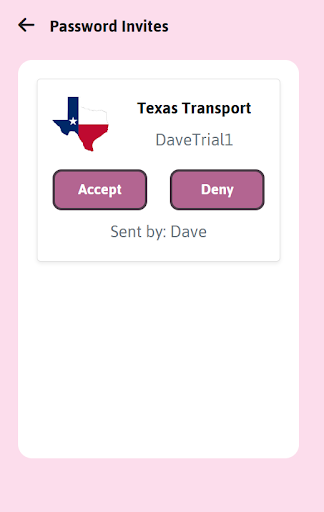 Password Invites
Texas Transport
DaveTrial1
Accept
Deny
Sent by: Dave